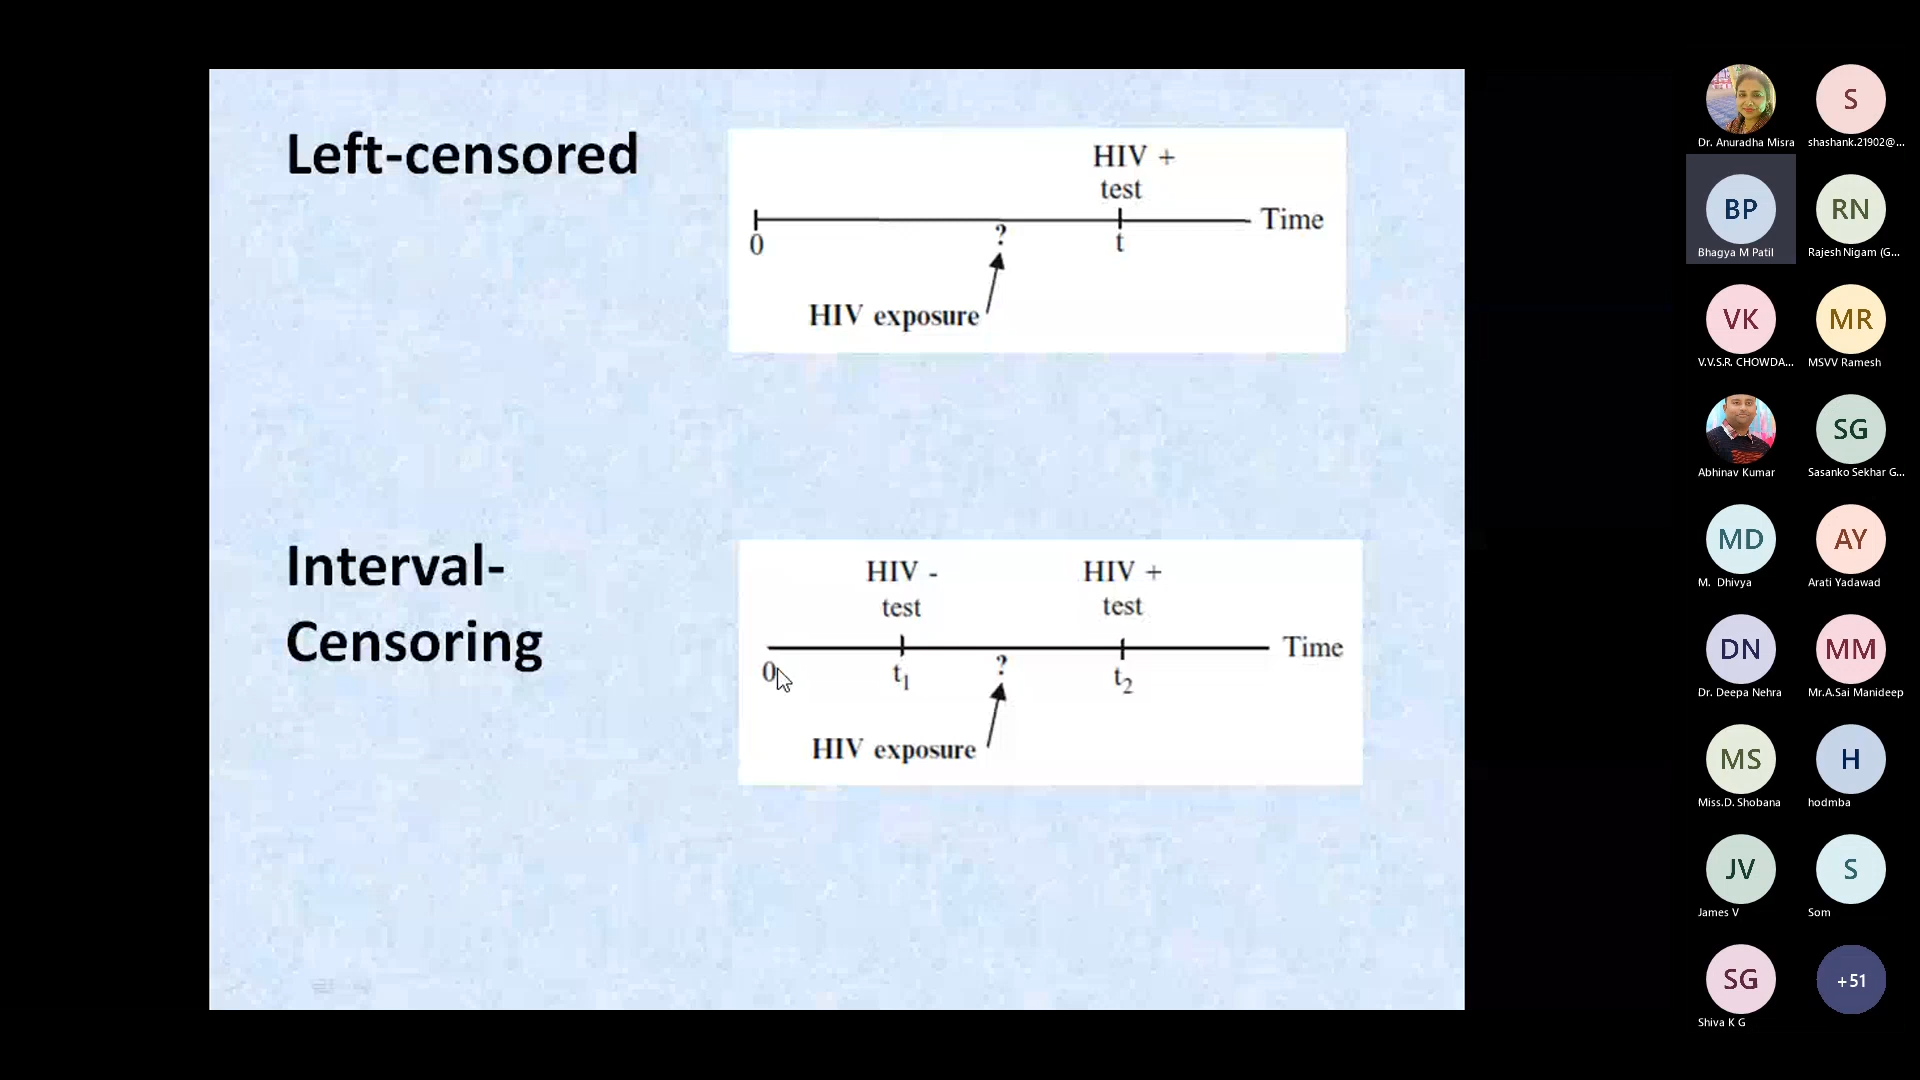 Left-censored
HIV +
test
Time
0
?
t
HIV exposure
Interval-
Censoring
HIV -
test
HIV +
test
Time
0
t1
?
t2
HIV exposure
Dr. Anuradha Misra
S
shashank.21902@...
BP
Bhagya M Patil
RN
Rajesh Nigam (G...
VK
V.V.S.R. CHOWDA...
MR
MSVV Ramesh
Abhinav Kumar
SG
Sasanko Sekhar G...
MD
M. Dhivya
AY
Arati Yadawad
DN
Dr. Deepa Nehra
MM
Mr.A.Sai Manideep
MS
Miss.D. Shobana
H
hodmba
JV
James V
S
Som
SG
Shiva K G
+51